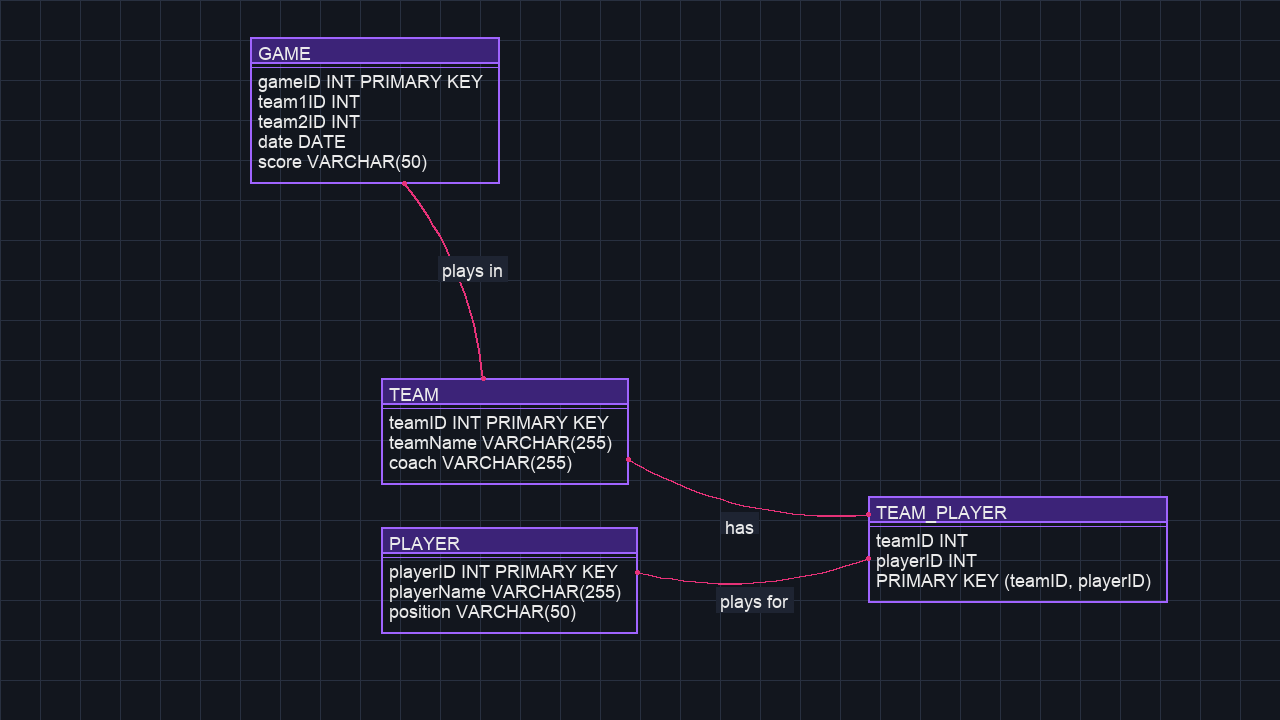 GAME
gameID INT PRIMARY KEY
team1ID INT
team2ID INT
date DATE
score VARCHAR(50)
plays in
TEAM
teamID INT PRIMARY KEY
teamName VARCHAR(255)
coach VARCHAR(255)
has
TEAM_PLAYER
teamID INT
playerID INT
PRIMARY KEY (teamID, playerID)
PLAYER
playerID INT PRIMARY KEY
playerName VARCHAR(255)
position VARCHAR(50)
plays for